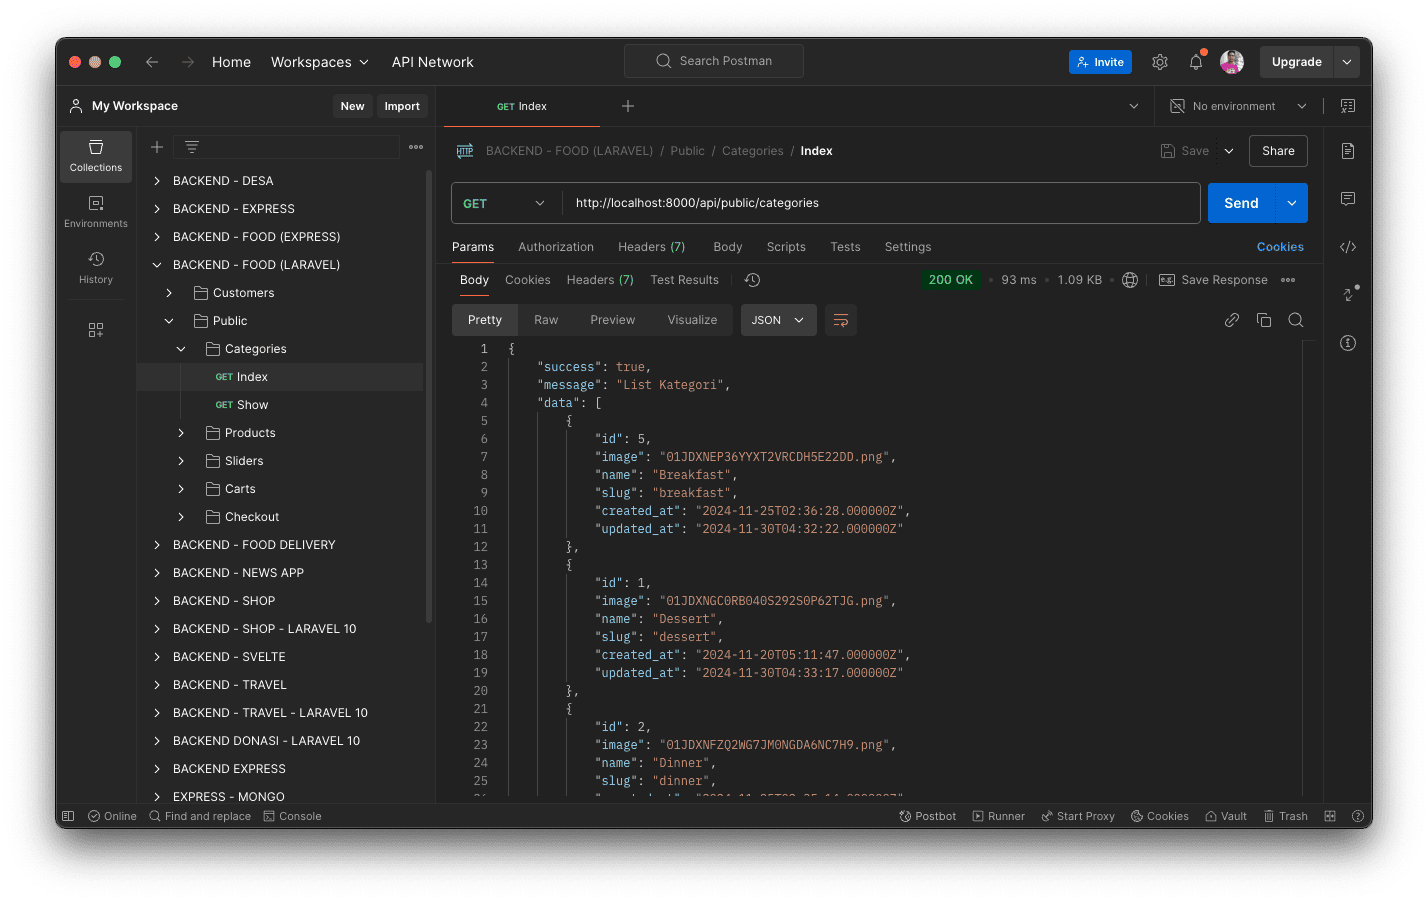 Home Workspaces API Network Search Postman Invite Upgrade
My Workspace New Import GET Index No environment
Collections
Environments
History
BACKEND - DESA
BACKEND - EXPRESS
BACKEND - FOOD (EXPRESS)
BACKEND - FOOD (LARAVEL)
Customers
Public
Categories
GET Index
GET Show
Products
Sliders
Carts
Checkout
BACKEND - FOOD DELIVERY
BACKEND - NEWS APP
BACKEND - SHOP
BACKEND - SHOP - LARAVEL 10
BACKEND - SVELTE
BACKEND - TRAVEL
BACKEND - TRAVEL - LARAVEL 10
BACKEND DONASI - LARAVEL 10
BACKEND EXPRESS
EXPRESS - MONGO
HTTP BACKEND - FOOD (LARAVEL) / Public / Categories / Index Save Share
GET http://localhost:8000/api/public/categories Send
Params Authorization Headers (7) Body Scripts Tests Settings Cookies
Body Cookies Headers (7) Test Results 200 OK • 93 ms • 1.09 KB • e.g. Save Response
Pretty Raw Preview Visualize JSON
1 {
2 "success": true,
3 "message": "List Kategori",
4 "data": [
5 {
6 "id": 5,
7 "image": "01JDXNEP36YYXT2VRCDH5E22DD.png",
8 "name": "Breakfast",
9 "slug": "breakfast",
10 "created_at": "2024-11-25T02:36:28.000000Z",
11 "updated_at": "2024-11-30T04:32:22.000000Z"
12 },
13 {
14 "id": 1,
15 "image": "01JDXNGC0RB040S292S0P62TJG.png",
16 "name": "Dessert",
17 "slug": "dessert",
18 "created_at": "2024-11-20T05:11:47.000000Z",
19 "updated_at": "2024-11-30T04:33:17.000000Z"
20 },
21 {
22 "id": 2,
23 "image": "01JDXNFZQ2WG7JM0NGDA6NC7H9.png",
24 "name": "Dinner",
25 "slug": "dinner",
Online Find and replace Console Postbot Runner Start Proxy Cookies Vault Trash